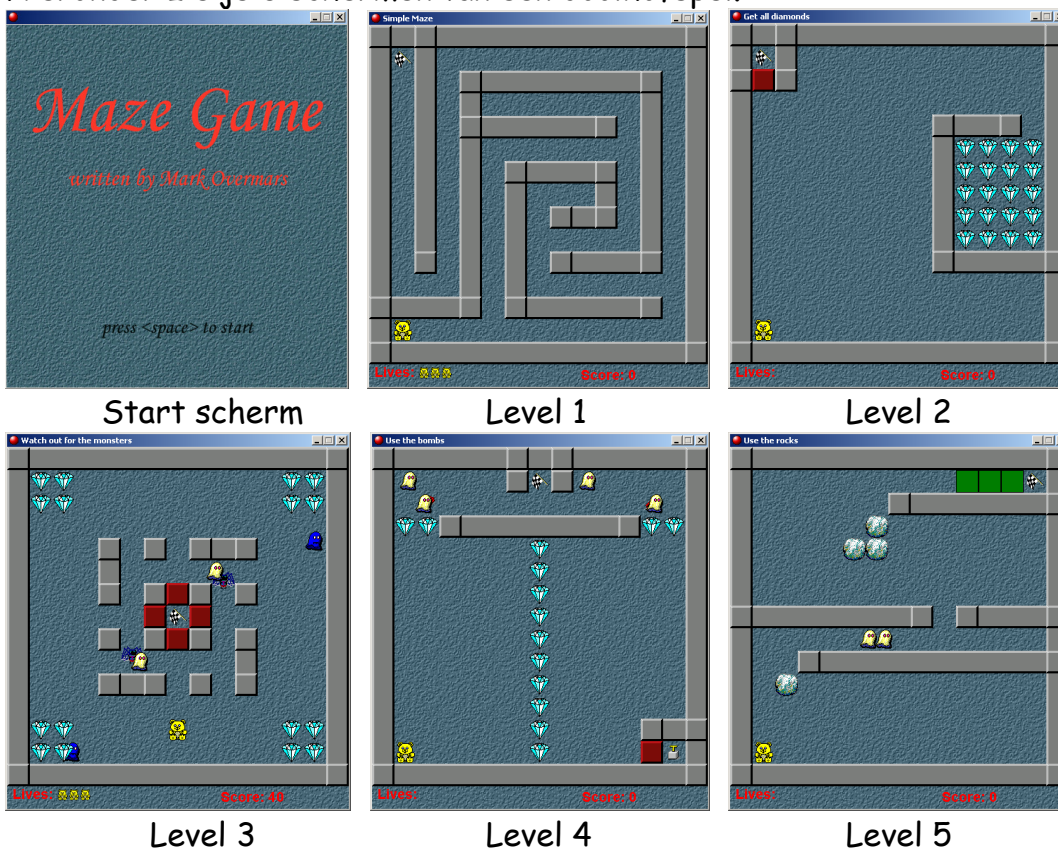 Simple Maze
Get all diamonds
Maze Game
written by Mark Overmars
press <space> to start
Lives:
Score: 0
Lives:
Score: 0
Start scherm
Level 1
Level 2
Watch out for the monsters
Use the bombs
Use the rocks
Lives:
Score: 40
Lives:
Score: 0
Lives:
Score: 0
Level 3
Level 4
Level 5